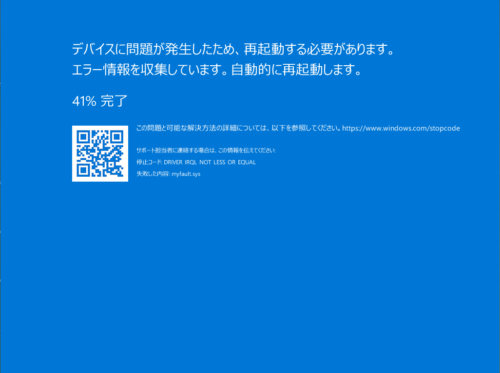 デバイスに問題が発生したため、再起動する必要があります。
エラー情報を収集しています。自動的に再起動します。
41% 完了
この問題と可能な解決方法の詳細については、以下を参照してください。https://www.windows.com/stopcode
サポート担当者に連絡する場合は、この情報を伝えてください:
停止コード: DRIVER IRQL NOT LESS OR EQUAL
失敗した内容: myfault.sys